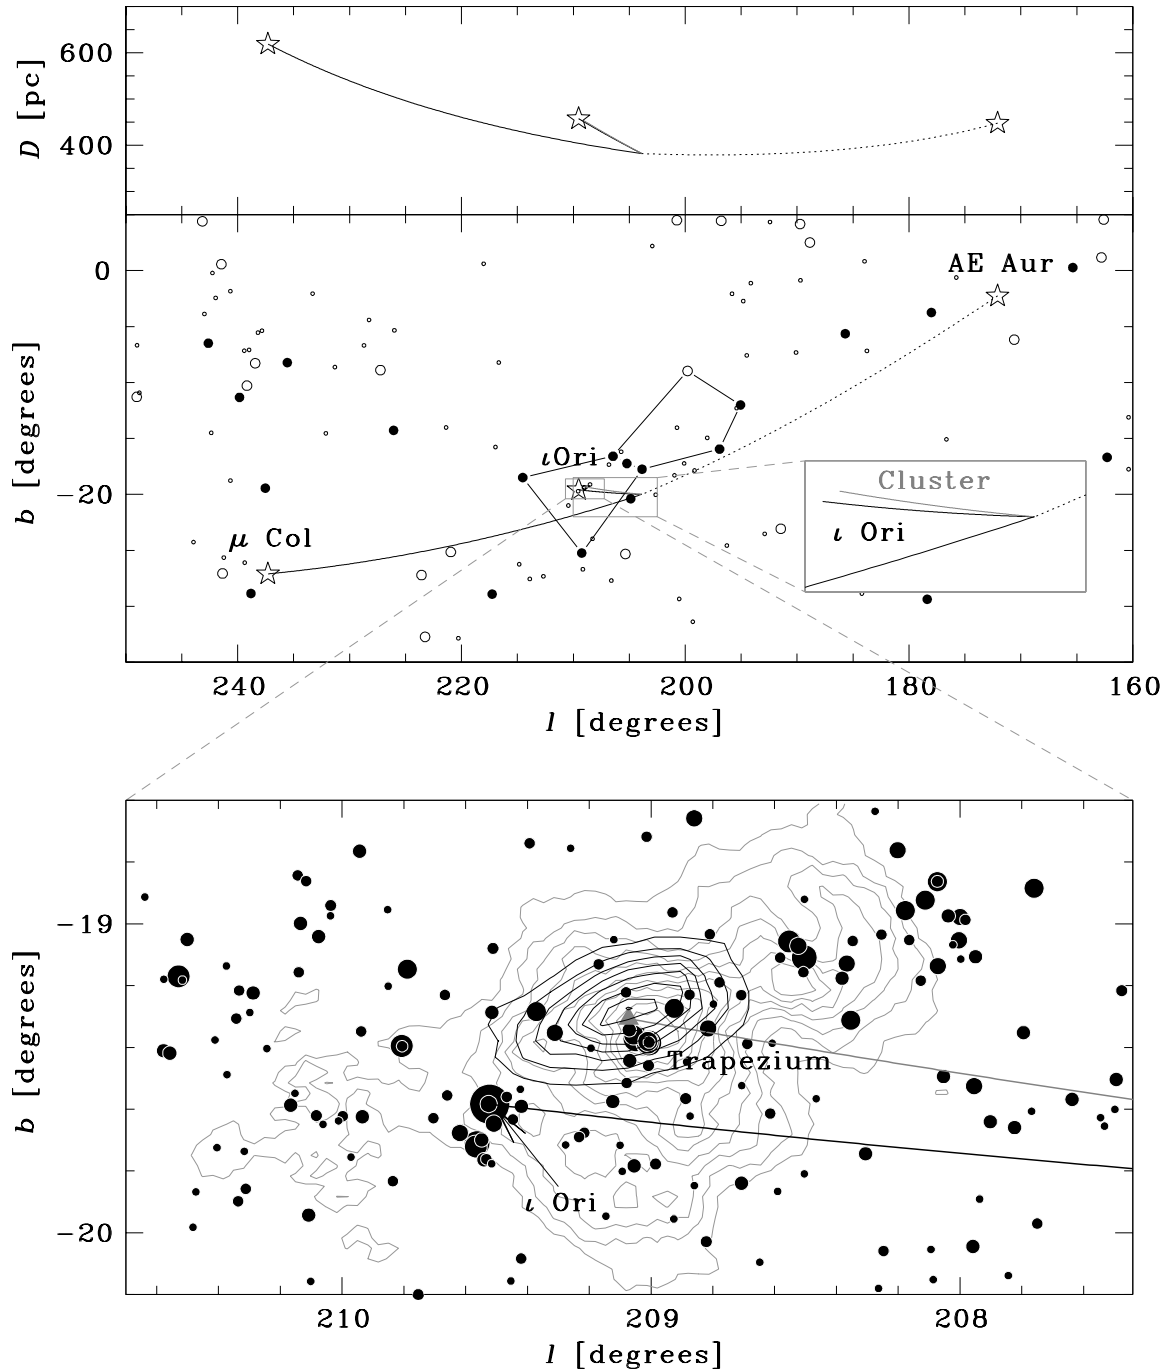 600
400
D [pc]
0
−20
b [degrees]
AE Aur
ιOri
μ Col
Cluster
ι Ori
240 220 200 180 160
l [degrees]
−19
−20
b [degrees]
Trapezium
ι Ori
210 209 208
l [degrees]